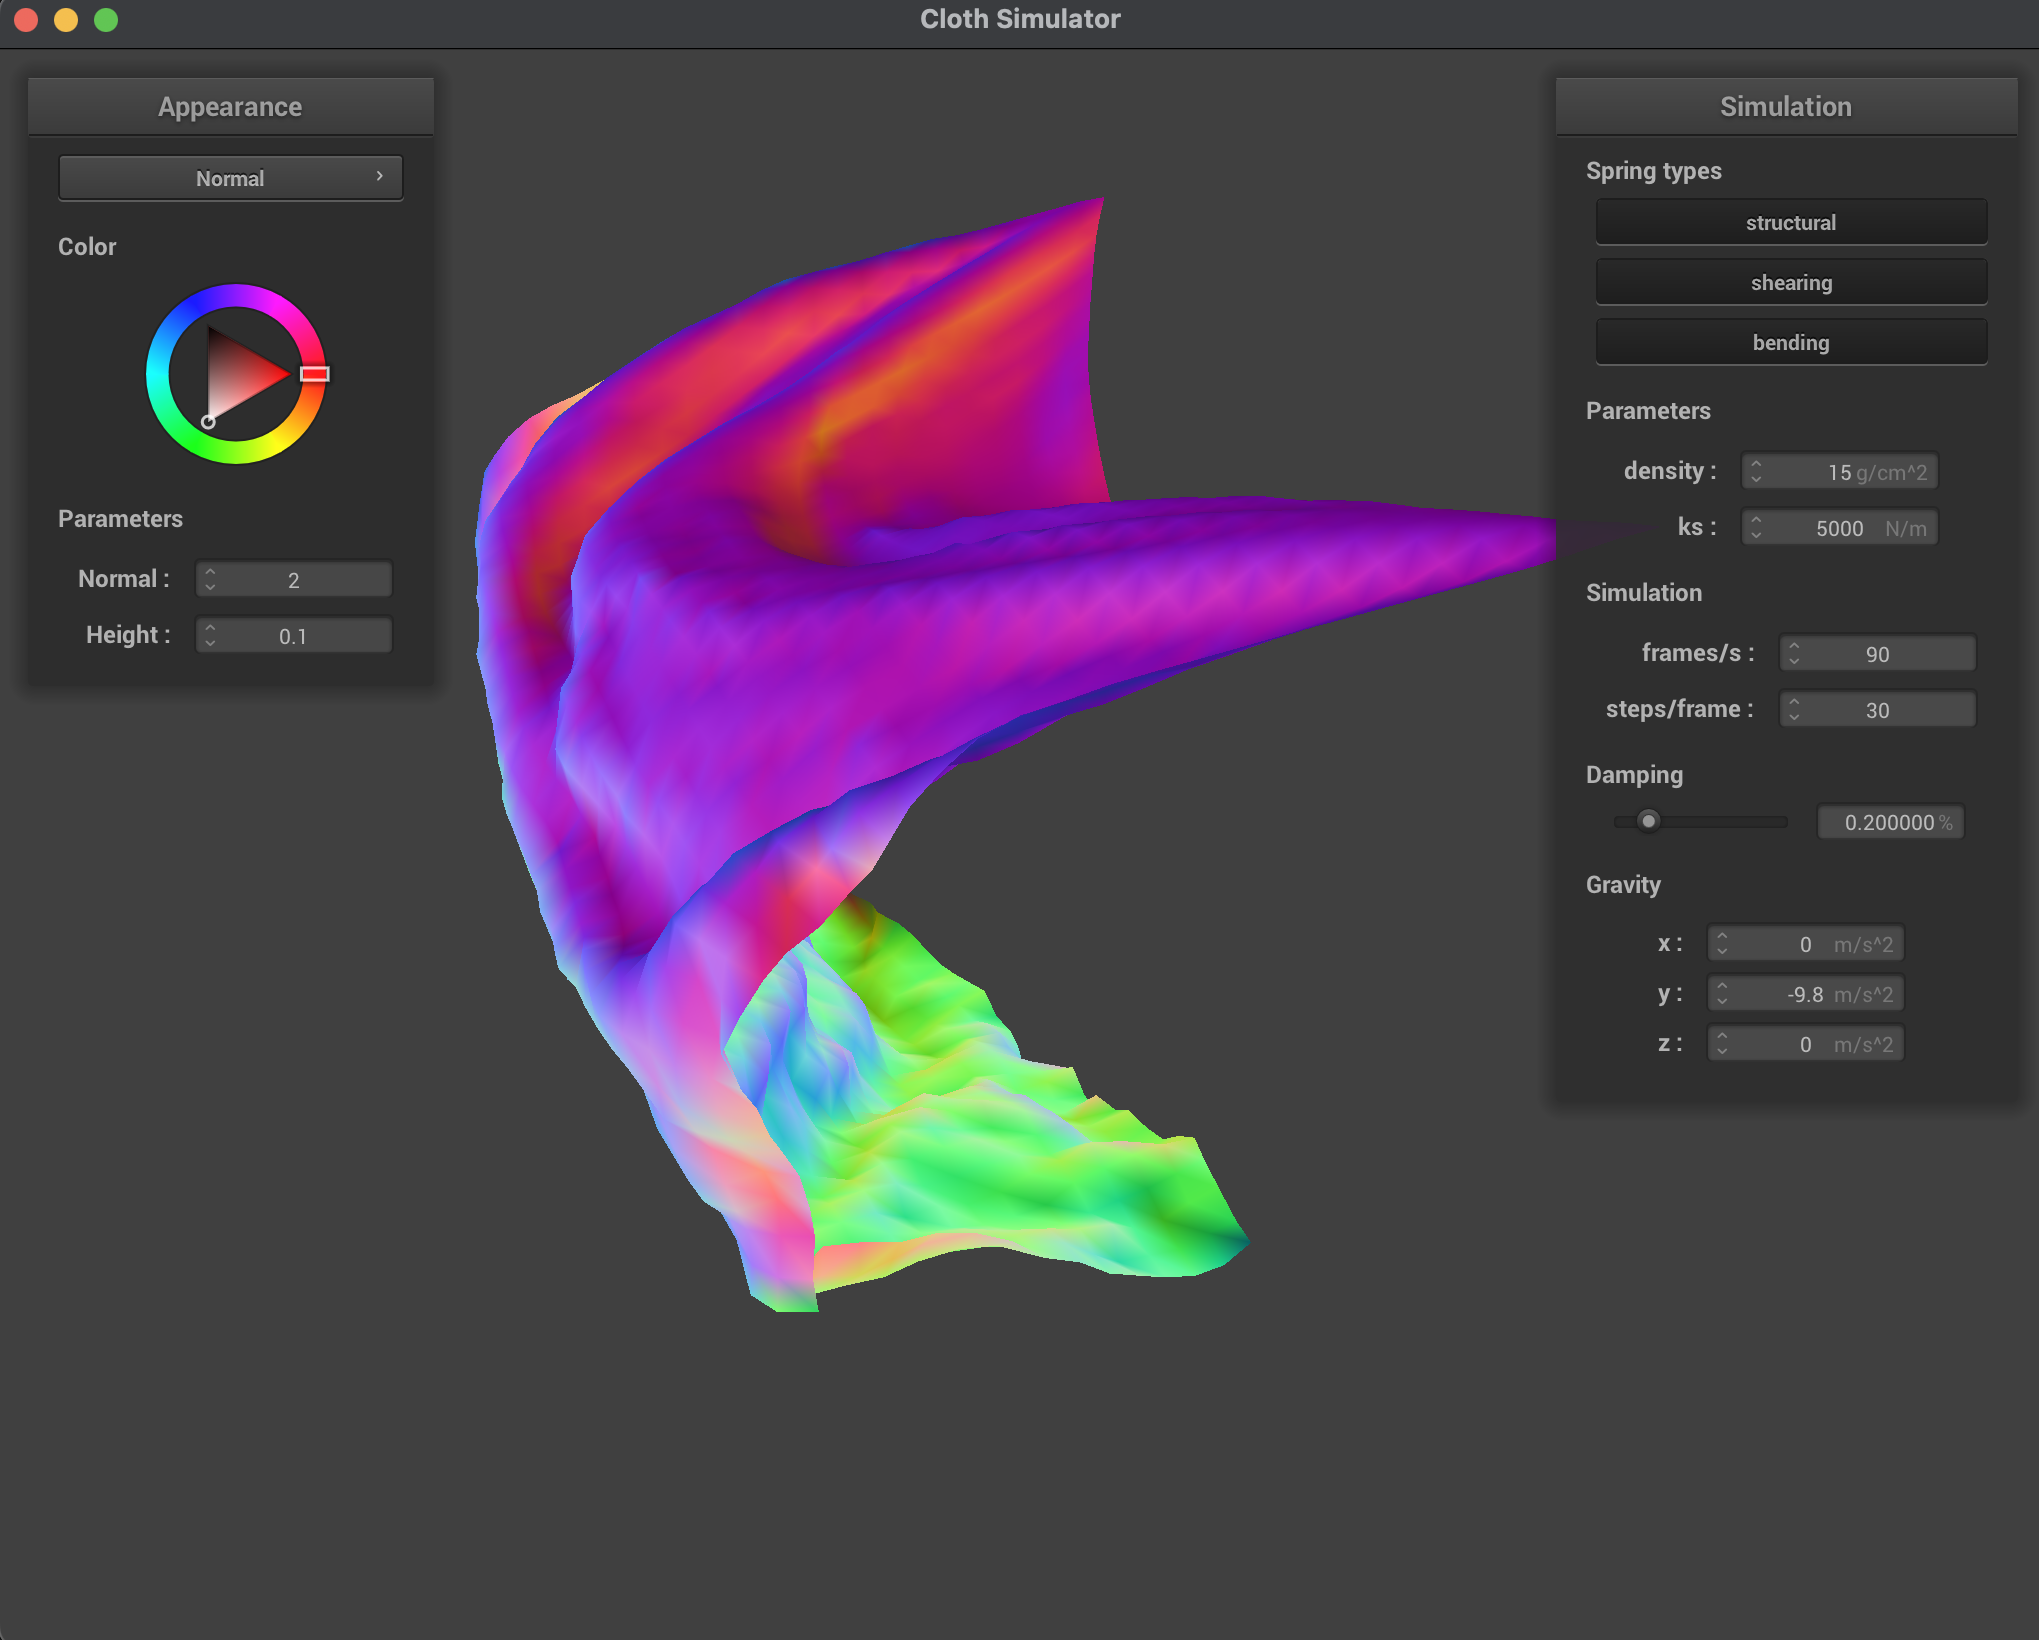 Cloth Simulator
Appearance
Normal
Color
Parameters
Normal : 2
Height : 0.1
Simulation
Spring types
structural
shearing
bending
Parameters
density : 15 g/cm^2
ks : 5000 N/m
Simulation
frames/s : 90
steps/frame : 30
Damping
0.200000 %
Gravity
x : 0 m/s^2
y : -9.8 m/s^2
z : 0 m/s^2